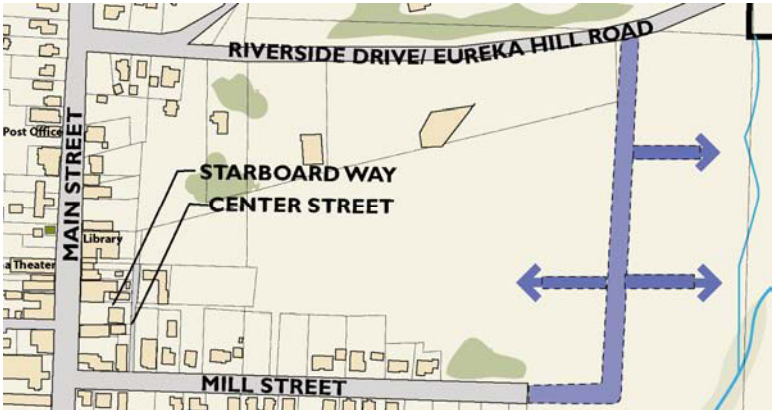 RIVERSIDE DRIVE/ EUREKA HILL ROAD
Post Office
MAIN STREET
STARBOARD WAY
CENTER STREET
Library
a Theater
MILL STREET